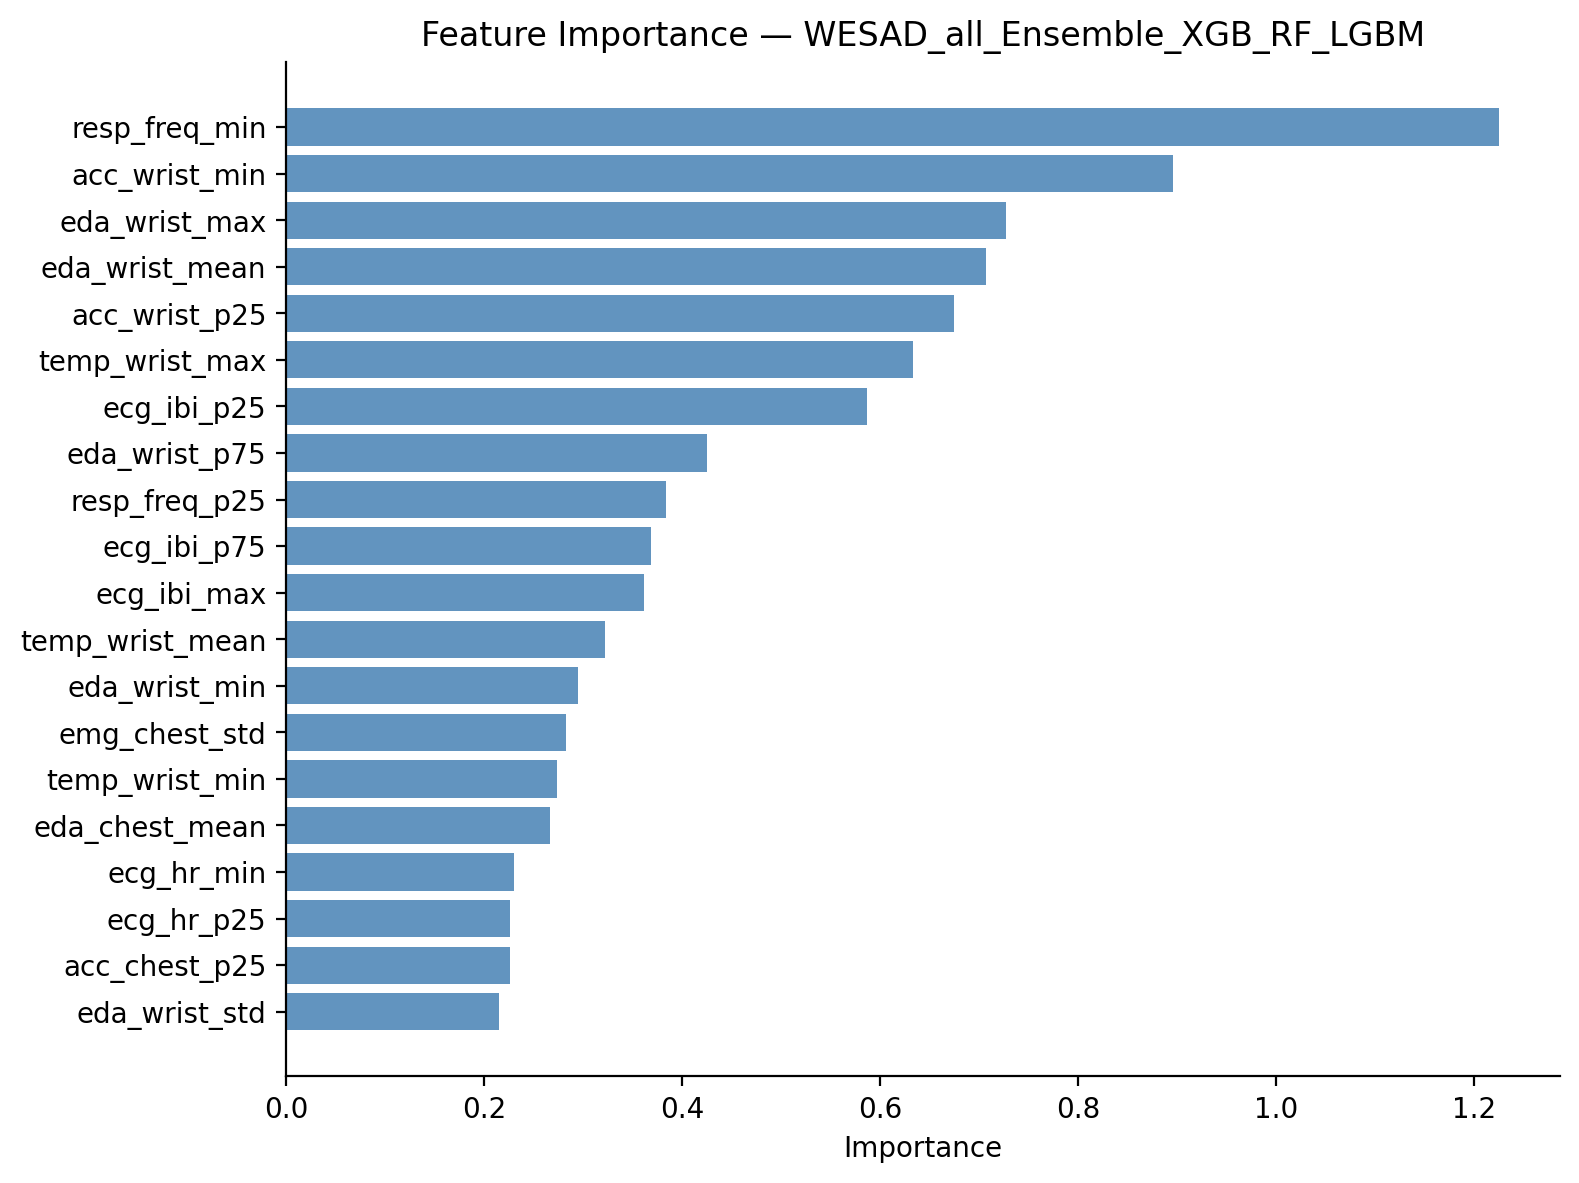 Feature Importance — WESAD_all_Ensemble_XGB_RF_LGBM
resp_freq_min
acc_wrist_min
eda_wrist_max
eda_wrist_mean
acc_wrist_p25
temp_wrist_max
ecg_ibi_p25
eda_wrist_p75
resp_freq_p25
ecg_ibi_p75
ecg_ibi_max
temp_wrist_mean
eda_wrist_min
emg_chest_std
temp_wrist_min
eda_chest_mean
ecg_hr_min
ecg_hr_p25
acc_chest_p25
eda_wrist_std
0.0 0.2 0.4 0.6 0.8 1.0 1.2
Importance